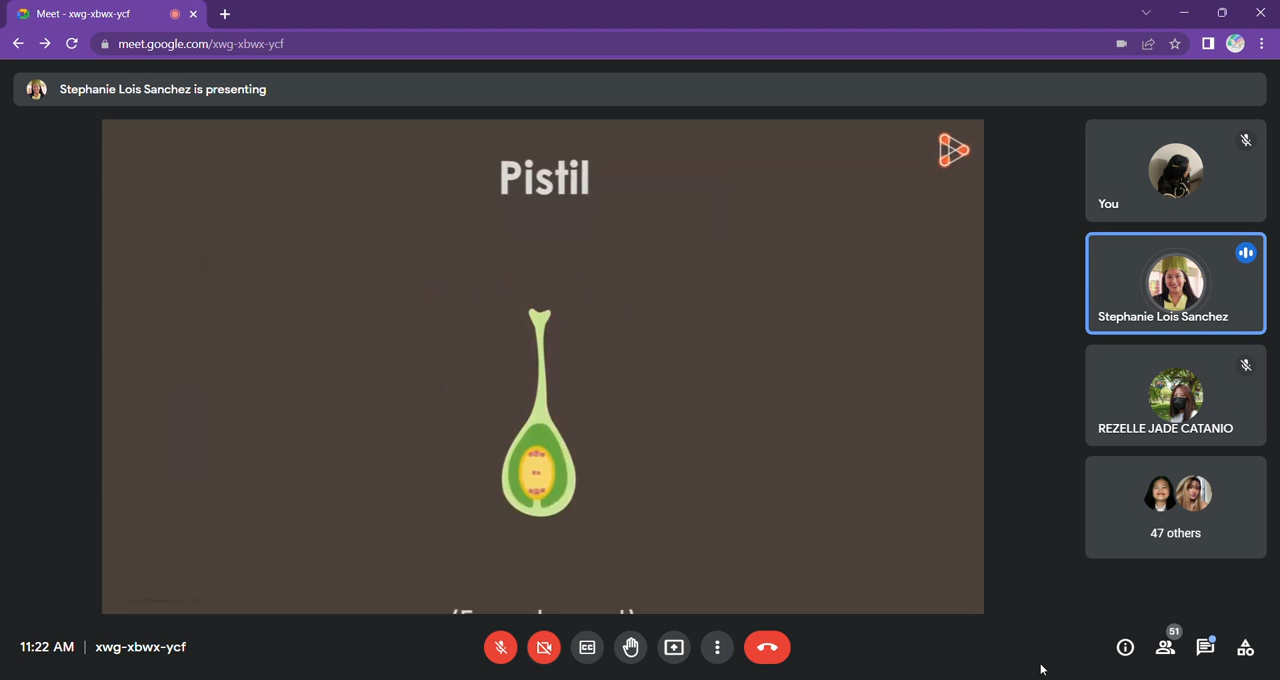 Meet - xwg-xbwx-ycf
meet.google.com/xwg-xbwx-ycf
Stephanie Lois Sanchez is presenting
Pistil
You
Stephanie Lois Sanchez
REZELLE JADE CATANIO
47 others
11:22 AM | xwg-xbwx-ycf
CC
51